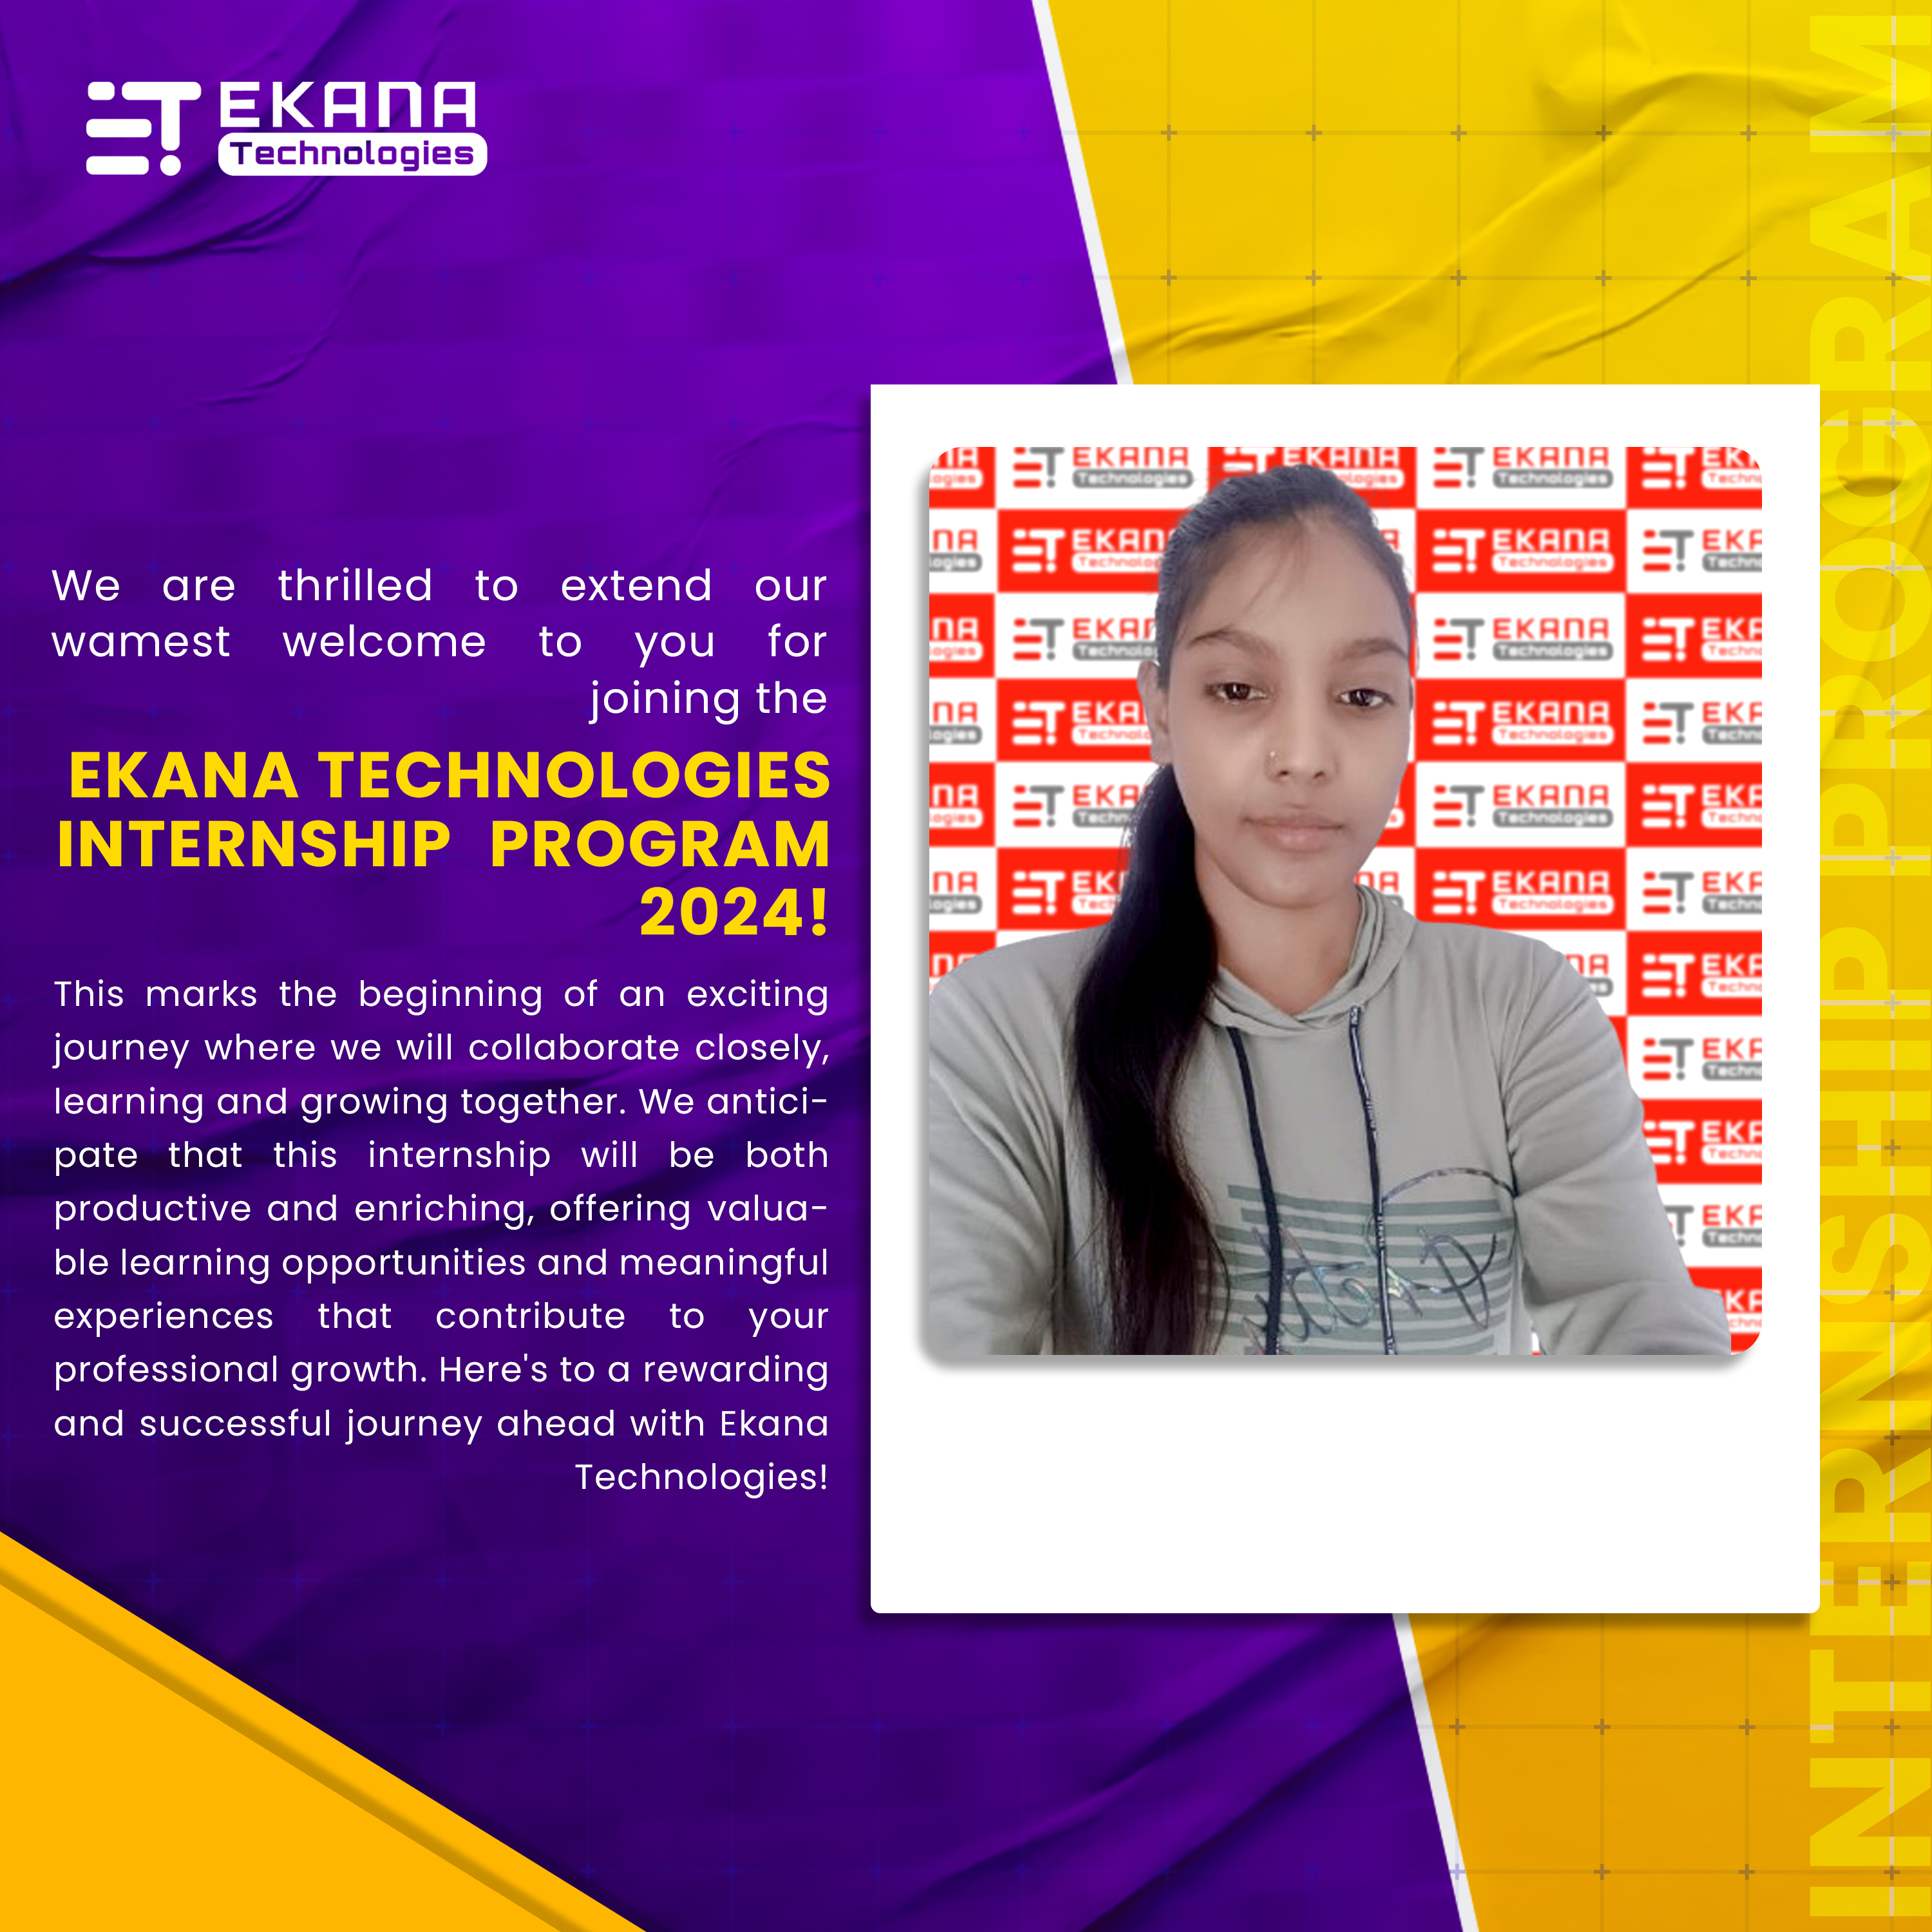 EKANA
Technologies
We are thrilled to extend our
wamest welcome to you for
joining the
EKANA TECHNOLOGIES
INTERNSHIP PROGRAM
2024!
This marks the beginning of an exciting
journey where we will collaborate closely,
learning and growing together. We antici-
pate that this internship will be both
productive and enriching, offering valua-
ble learning opportunities and meaningful
experiences that contribute to your
professional growth. Here's to a rewarding
and successful journey ahead with Ekana
Technologies!
EKANA
Technologies
INTERNSHIP PROGRAM